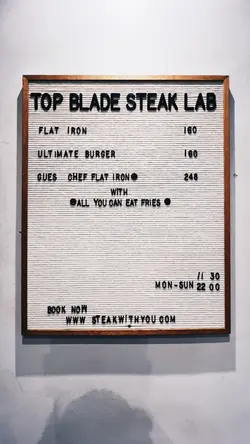 TOP BLADE STEAK LAB
FLAT IRON 160
ULTIMATE BURGER 160
GUES CHEF FLAT IRON● 248
WITH
●ALL YOU CAN EAT FRIES ●
11 30
MON-SUN 22 00
BOOK NOW
WWW STEAKWITHYOU.COM